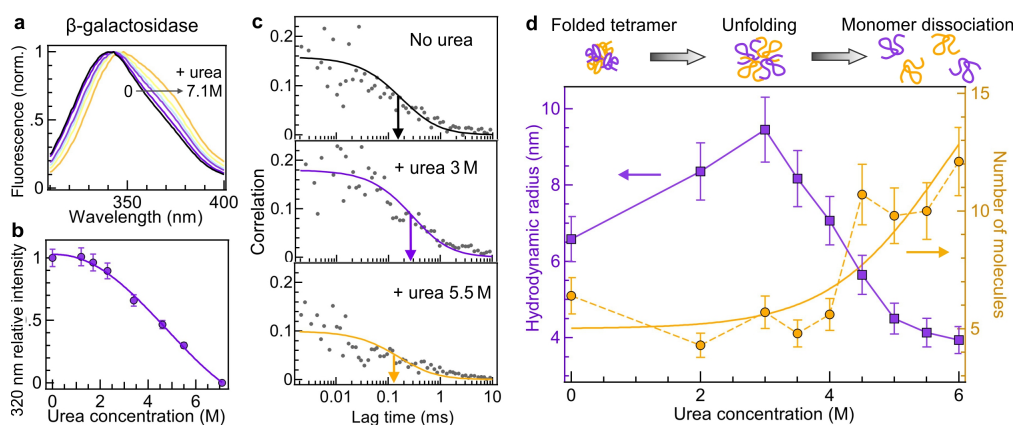 a
β-galactosidase
Fluorescence (norm.)
1
.5
0
+ urea
0 7.1M
350 400
Wavelength (nm)
b
320 nm relative intensity
1
.5
0
0 2 4 6
Urea concentration (M)
c
Correlation
0.2
0.1
0
No urea
0.2
0.1
0
+ urea 3 M
0.2
0.1
0
+ urea 5.5 M
0.01 0.1 1 10
Lag time (ms)
d
Folded tetramer Unfolding Monomer dissociation
Hydrodynamic radius (nm)
10
8
6
4
15
10
5
Number of
molecules
0 2 4 6
Urea concentration (M)